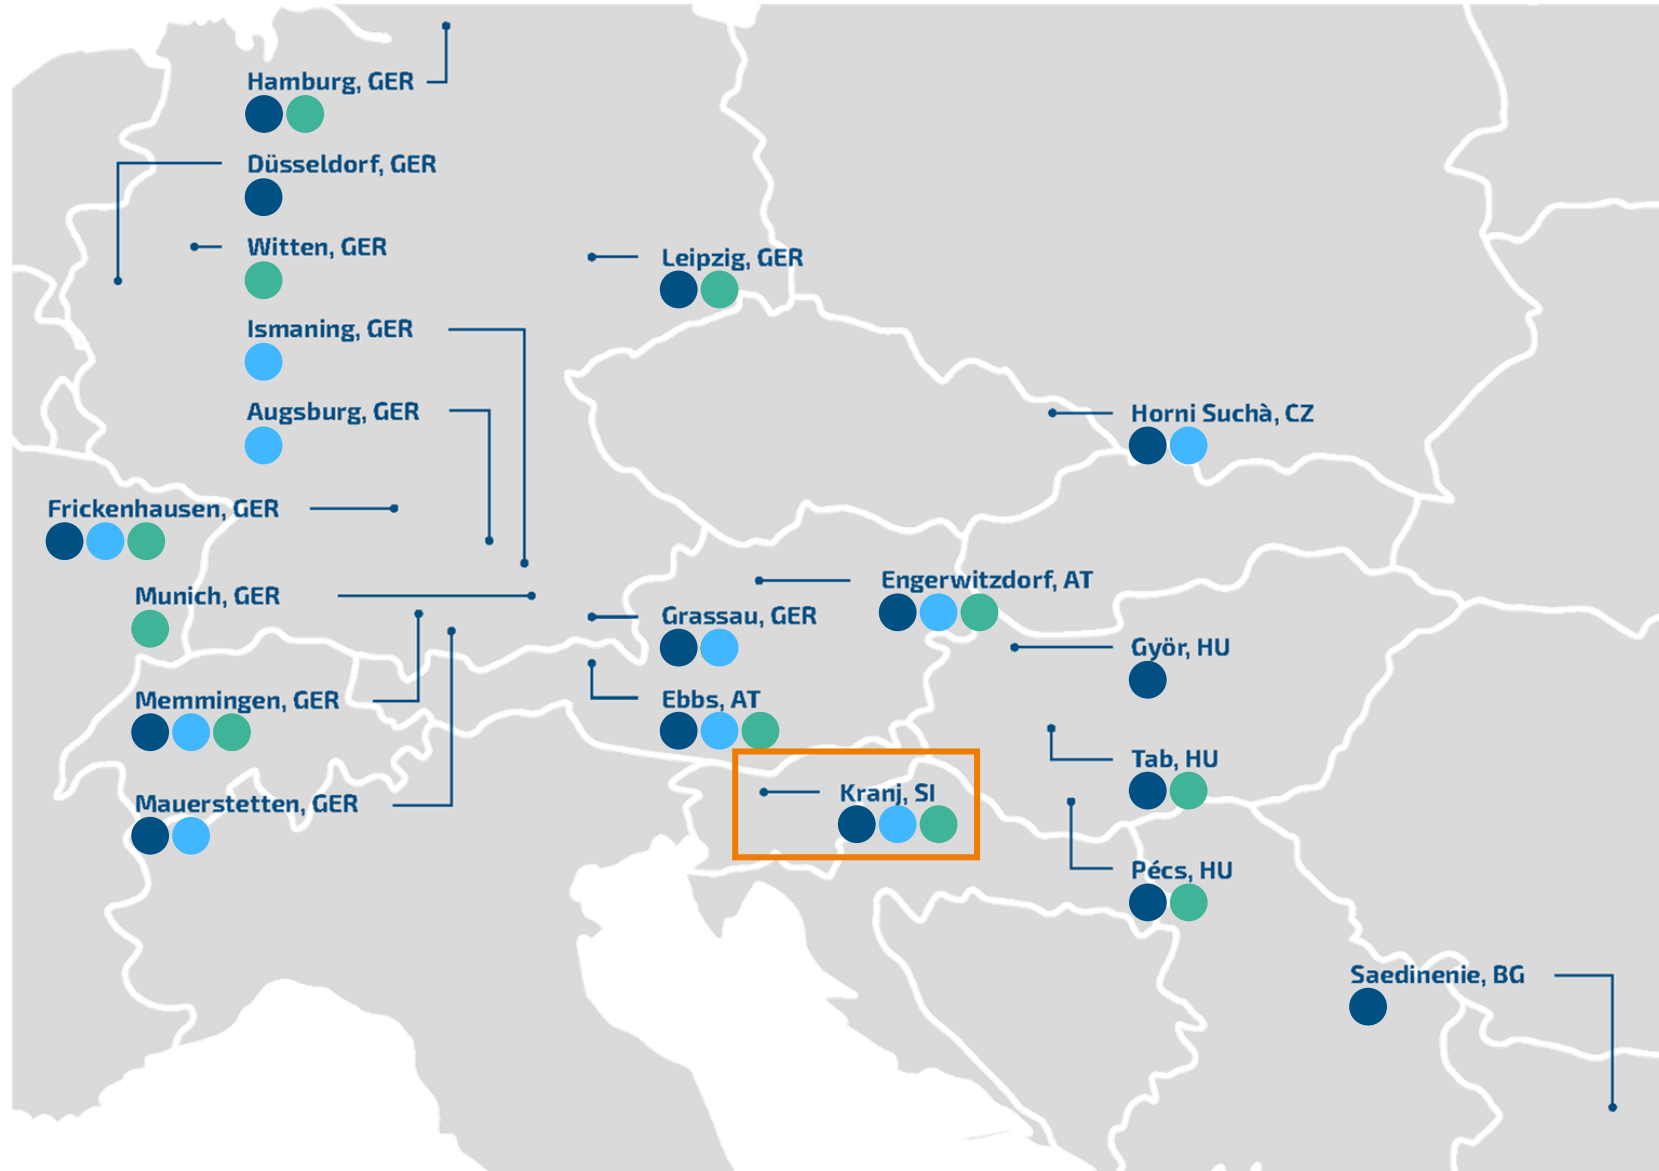 Hamburg, GER
Düsseldorf, GER
Witten, GER
Leipzig, GER
Ismaning, GER
Augsburg, GER
Horni Suchà, CZ
Frickenhausen, GER
Munich, GER
Engerwitzdorf, AT
Grassau, GER
Györ, HU
Memmingen, GER
Ebbs, AT
Tab, HU
Mauerstetten, GER
Kranj, SI
Pécs, HU
Saedinenie, BG